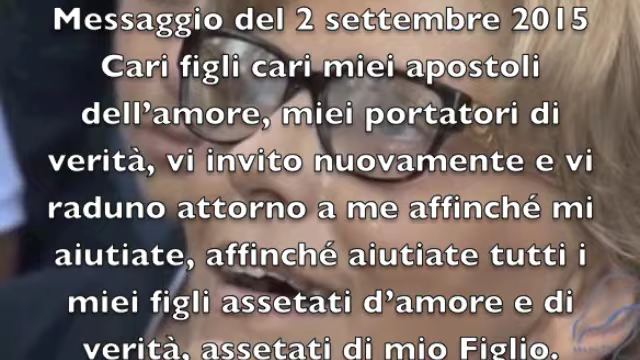 Messaggio del 2 settembre 2015
Cari figli cari miei apostoli
dell'amore, miei portatori di
verità, vi invito nuovamente e vi
raduno attorno a me affinché mi
aiutiate, affinché aiutiate tutti i
miei figli assetati d'amore e di
verità, assetati di mio Figlio.